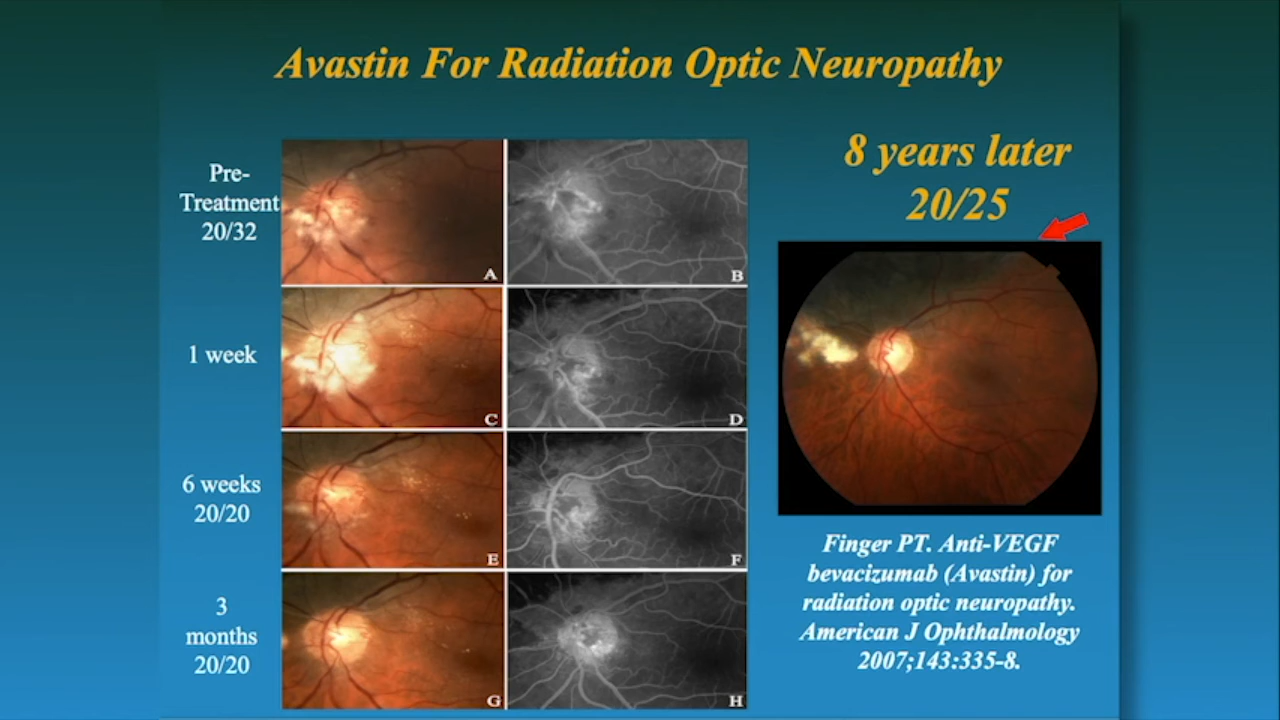 Avastin For Radiation Optic Neuropathy
Pre-
Treatment
20/32
A
B
1 week
C
D
6 weeks
20/20
E
F
3
months
20/20
G
H
8 years later
20/25
Finger PT. Anti-VEGF
bevacizumab (Avastin) for
radiation optic neuropathy.
American J Ophthalmology
2007;143:335-8.